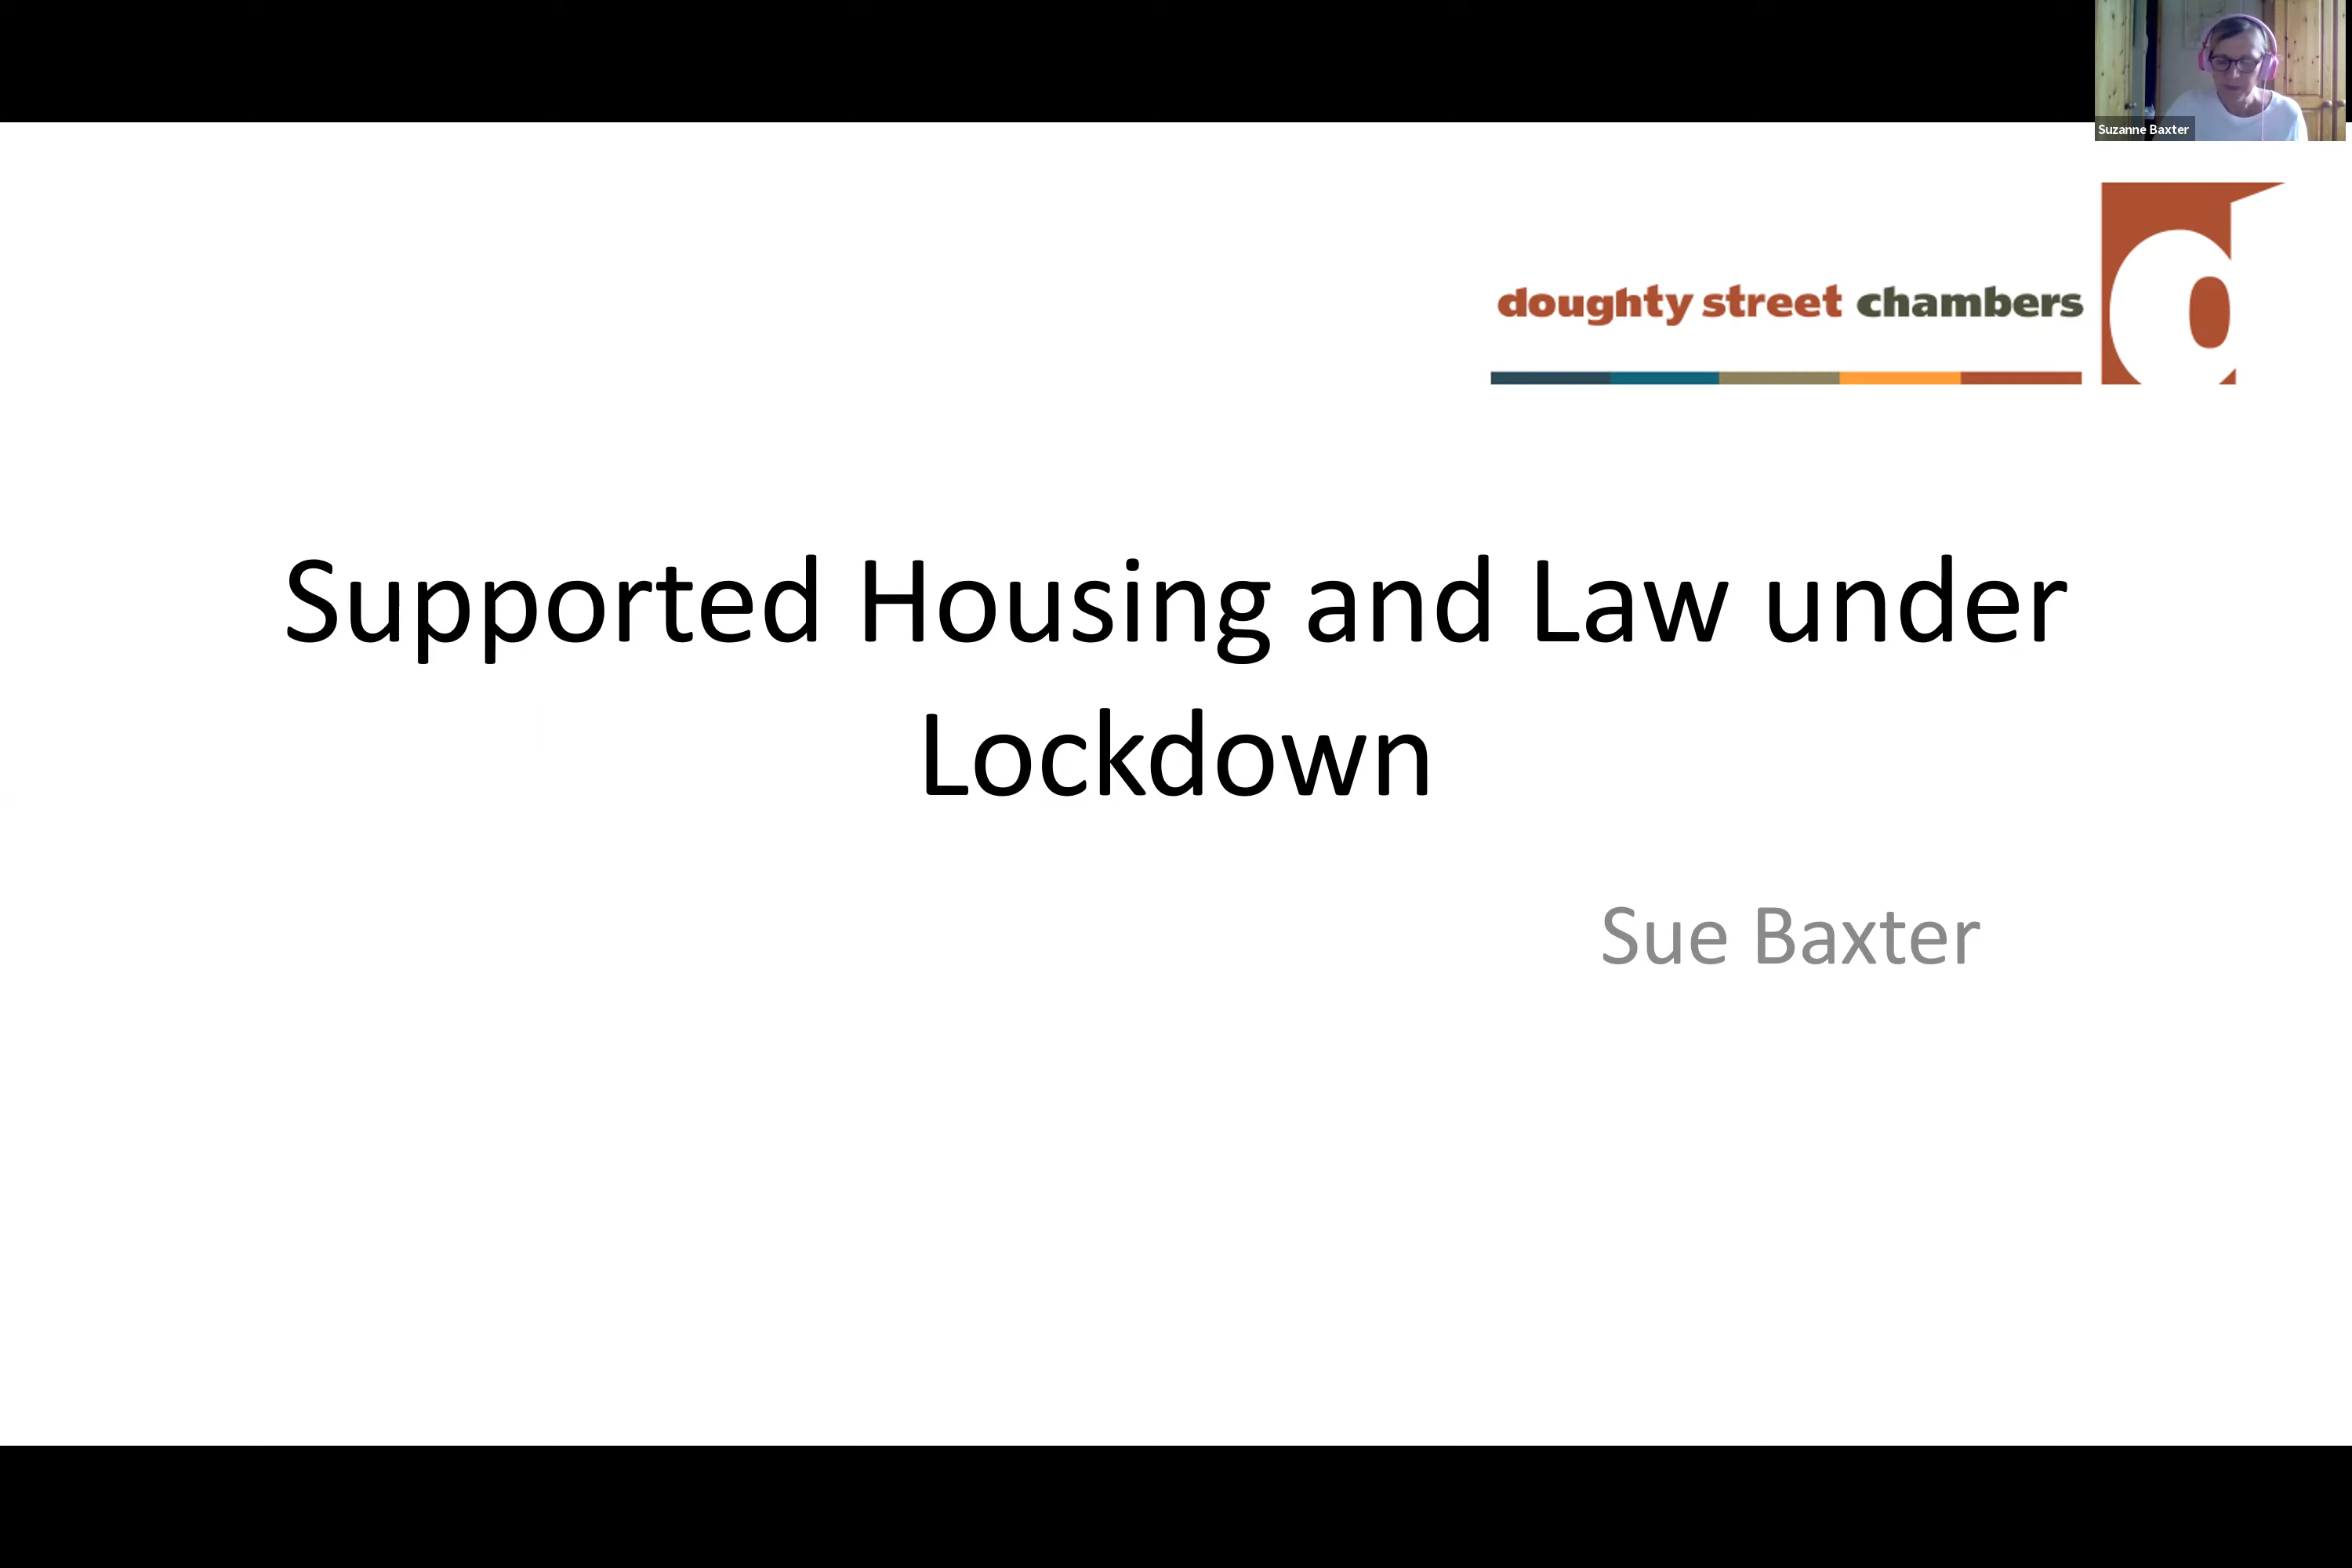 Suzanne Baxter
doughty street chambers
Supported Housing and Law under
Lockdown
Sue Baxter